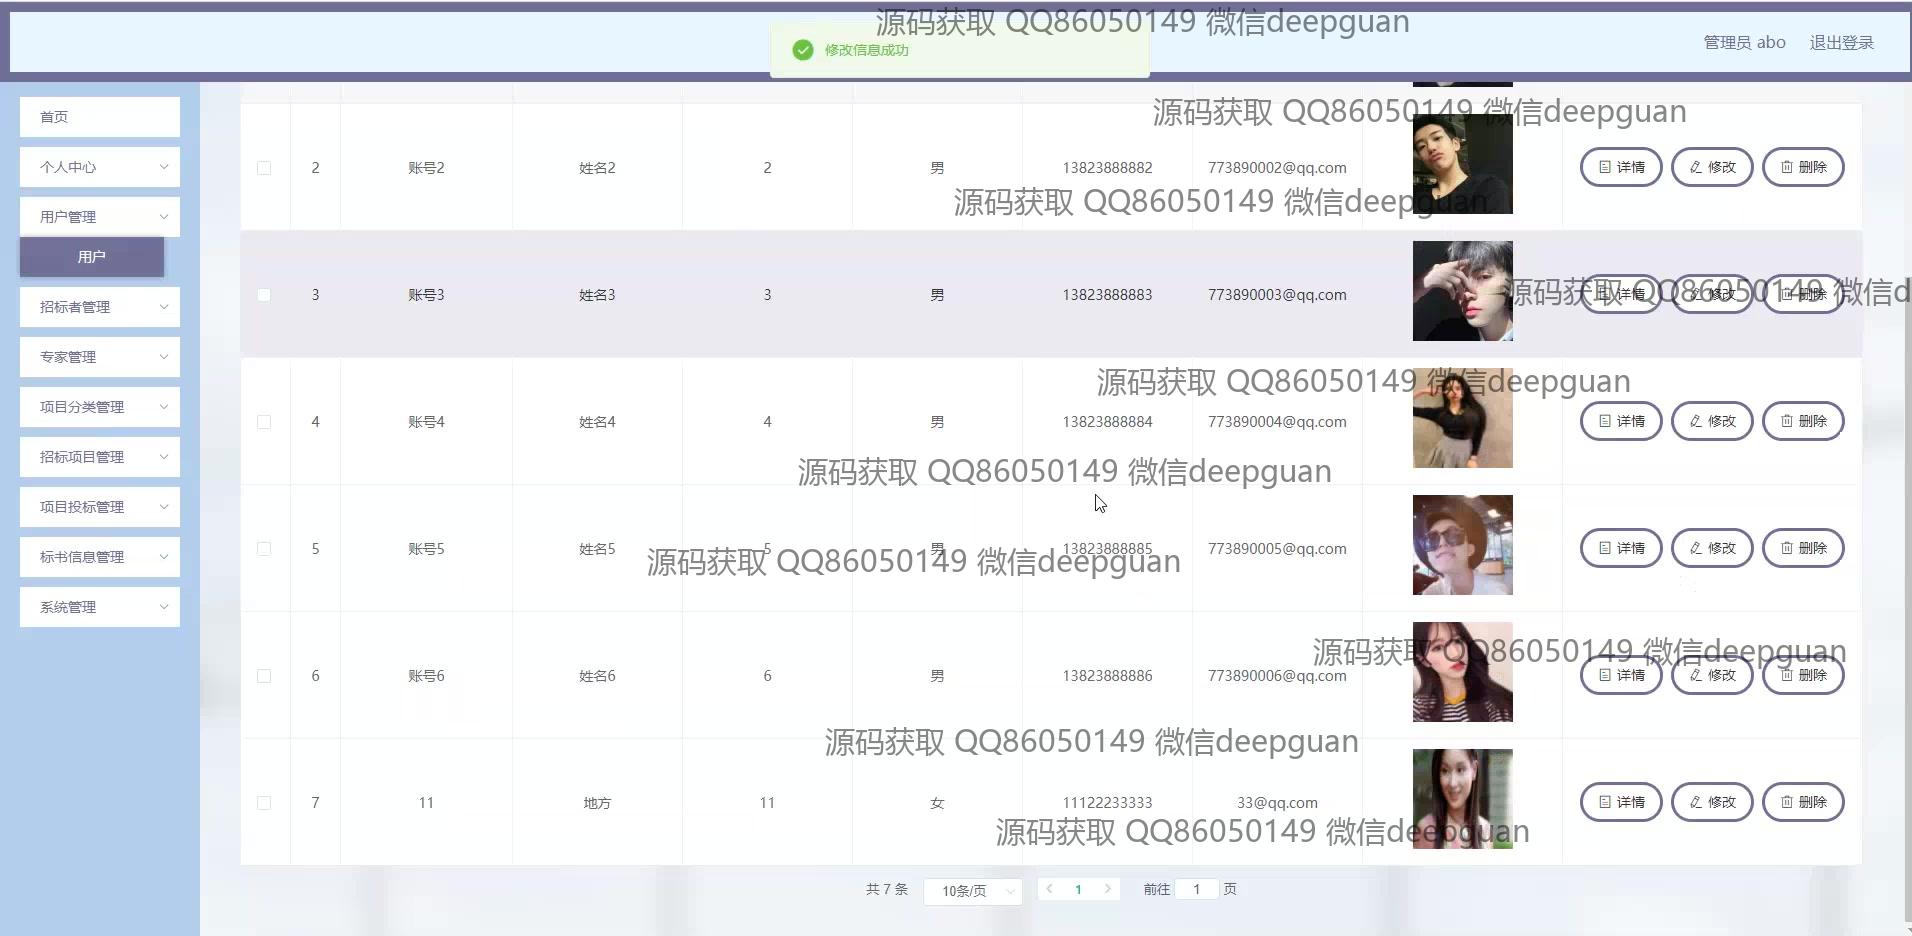 源码获取 QQ86050149 微信deepguan
修改信息成功
管理员 abo 退出登录
首页
个人中心
用户管理
用户
招标者管理
专家管理
项目分类管理
招标项目管理
项目投标管理
标书信息管理
系统管理
源码获取 QQ86050149 微信deepguan
2 账号2 姓名2 2 男 13823888882 773890002@qq.com 详情 修改 删除
源码获取 QQ86050149 微信deepguan
3 账号3 姓名3 3 男 13823888883 773890003@qq.com 详情 修改 删除
源码获取 QQ86050149 微信d
源码获取 QQ86050149 微信deepguan
4 账号4 姓名4 4 男 13823888884 773890004@qq.com 详情 修改 删除
源码获取 QQ86050149 微信deepguan
5 账号5 姓名5 5 男 13823888885 773890005@qq.com 详情 修改 删除
源码获取 QQ86050149 微信deepguan
源码获取 QQ86050149 微信deepguan
6 账号6 姓名6 6 男 13823888886 773890006@qq.com 详情 修改 删除
源码获取 QQ86050149 微信deepguan
7 11 地方 11 女 11122233333 33@qq.com 详情 修改 删除
源码获取 QQ86050149 微信deepguan
共 7 条 10条/页 1 前往 1 页